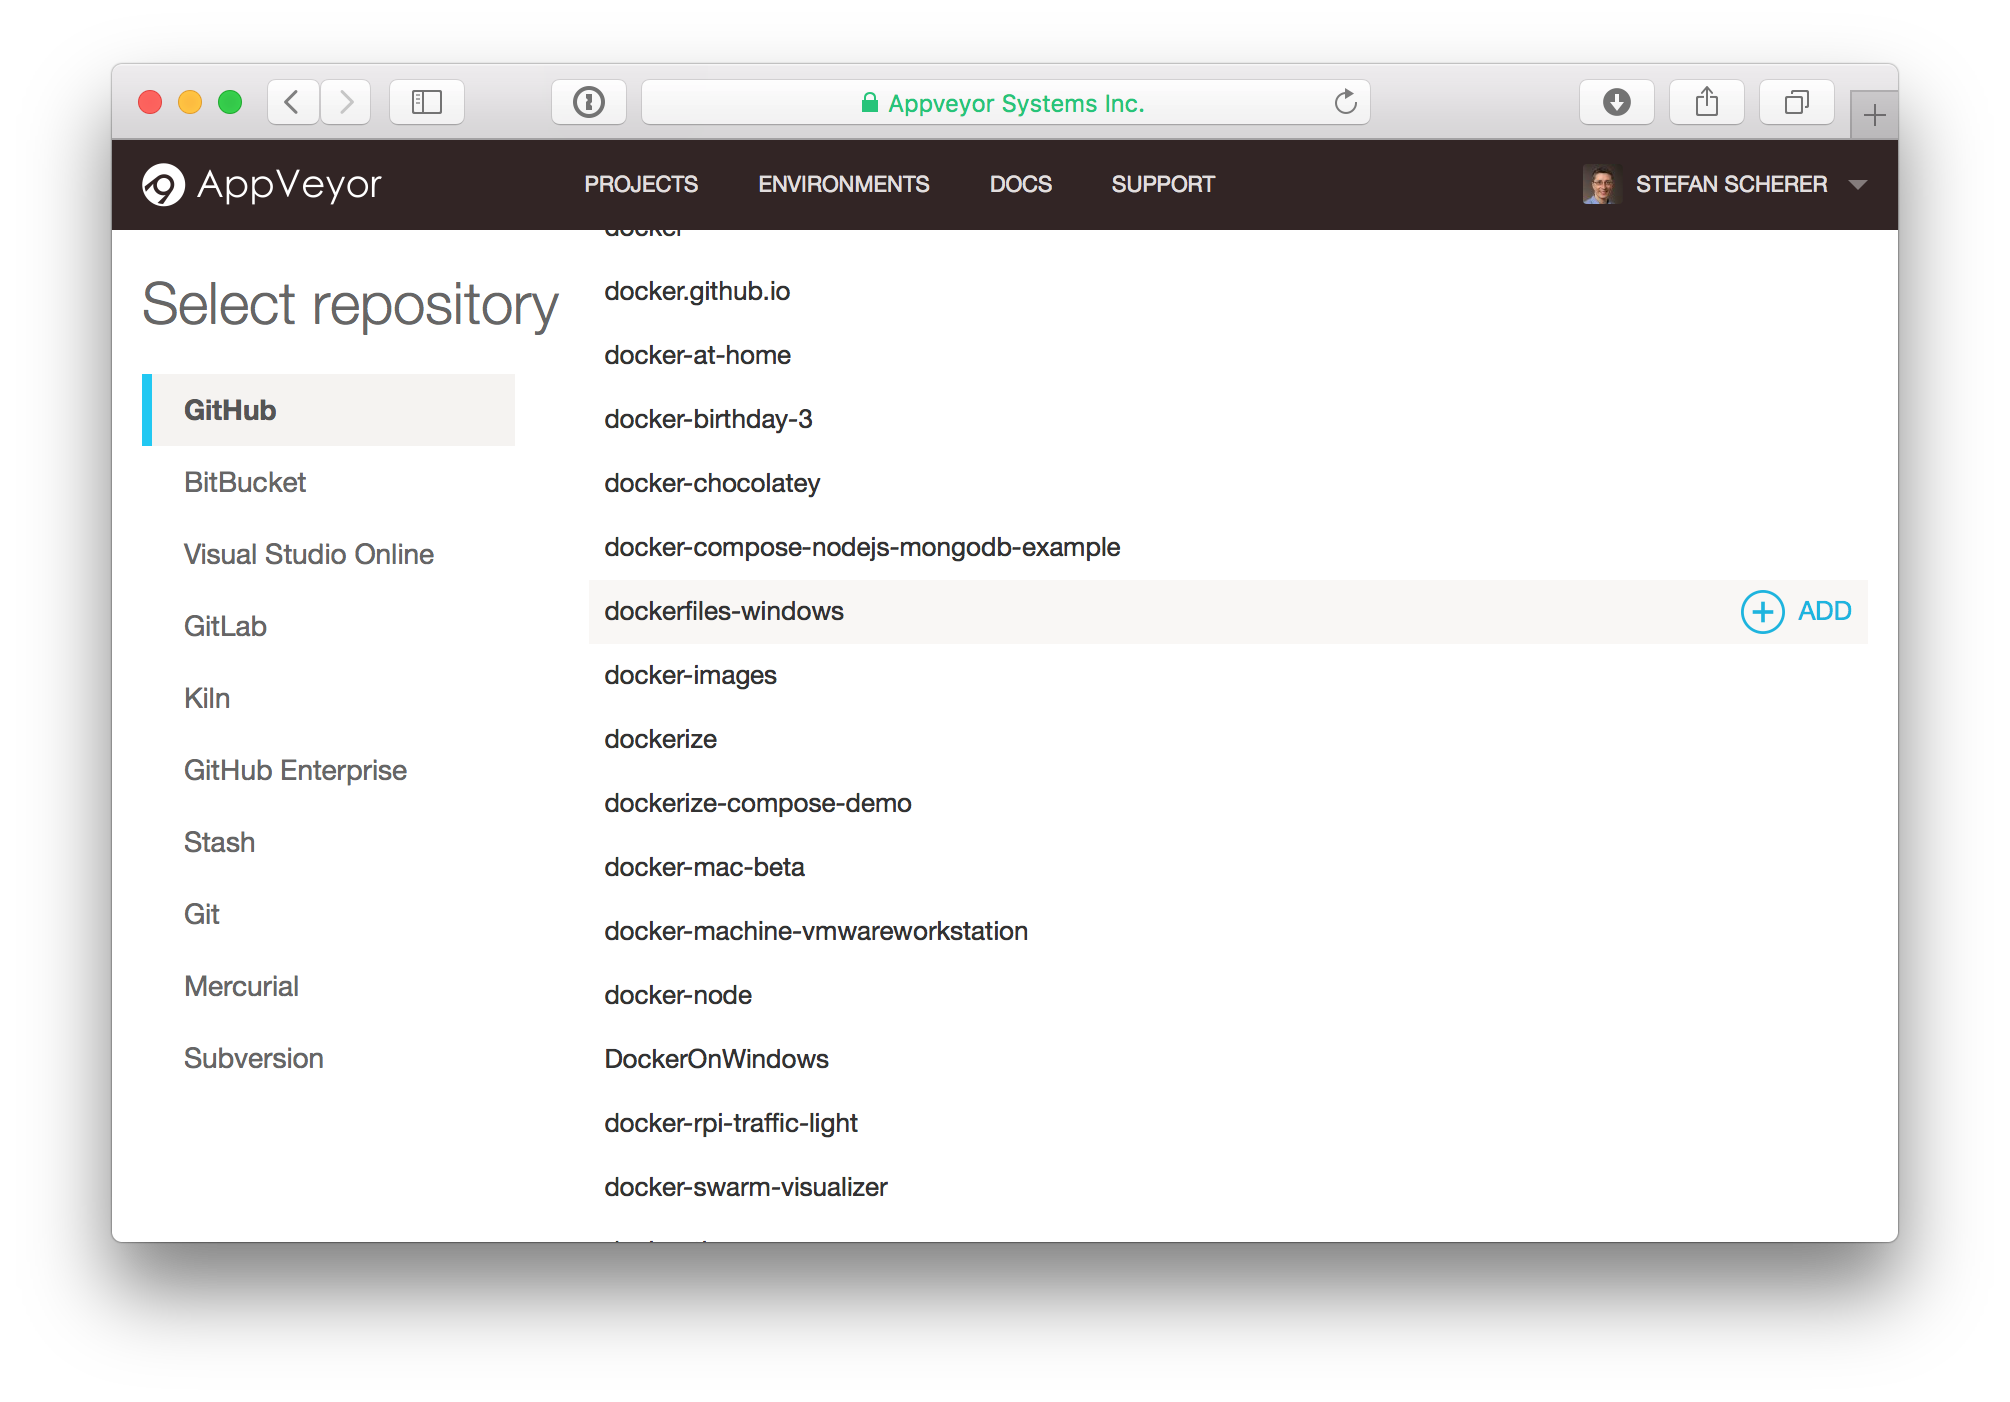 Appveyor Systems Inc.
AppVeyor
PROJECTS
ENVIRONMENTS
DOCS
SUPPORT
STEFAN SCHERER
Select repository
GitHub
BitBucket
Visual Studio Online
GitLab
Kiln
GitHub Enterprise
Stash
Git
Mercurial
Subversion
docker
docker.github.io
docker-at-home
docker-birthday-3
docker-chocolatey
docker-compose-nodejs-mongodb-example
dockerfiles-windows
ADD
docker-images
dockerize
dockerize-compose-demo
docker-mac-beta
docker-machine-vmwareworkstation
docker-node
DockerOnWindows
docker-rpi-traffic-light
docker-swarm-visualizer